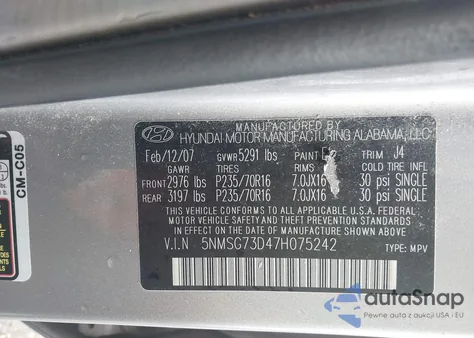 MANUFACTURED BY
HYUNDAI MOTOR MANUFACTURING ALABAMA, LLC
Feb/12/07 GVWR 5291 lbs PAINT TRIM J4
GAWR TIRES RIMS COLD TIRE INFL
FRONT 2976 lbs P235/70R16 7.0JX16 30 psi SINGLE
REAR 3197 lbs P235/70R16 7.0JX16 30 psi SINGLE
THIS VEHICLE CONFORMS TO ALL APPLICABLE FEDERAL
MOTOR VEHICLE SAFETY AND THEFT PREVENTION STANDARDS
IN EFFECT ON THE DATE OF MANUFACTURE SHOWN ABOVE.
V.I.N 5NMSG73D47H075242 TYPE: MPV
CM-C05
autoSnap
Copart и IAAI | USA и EU